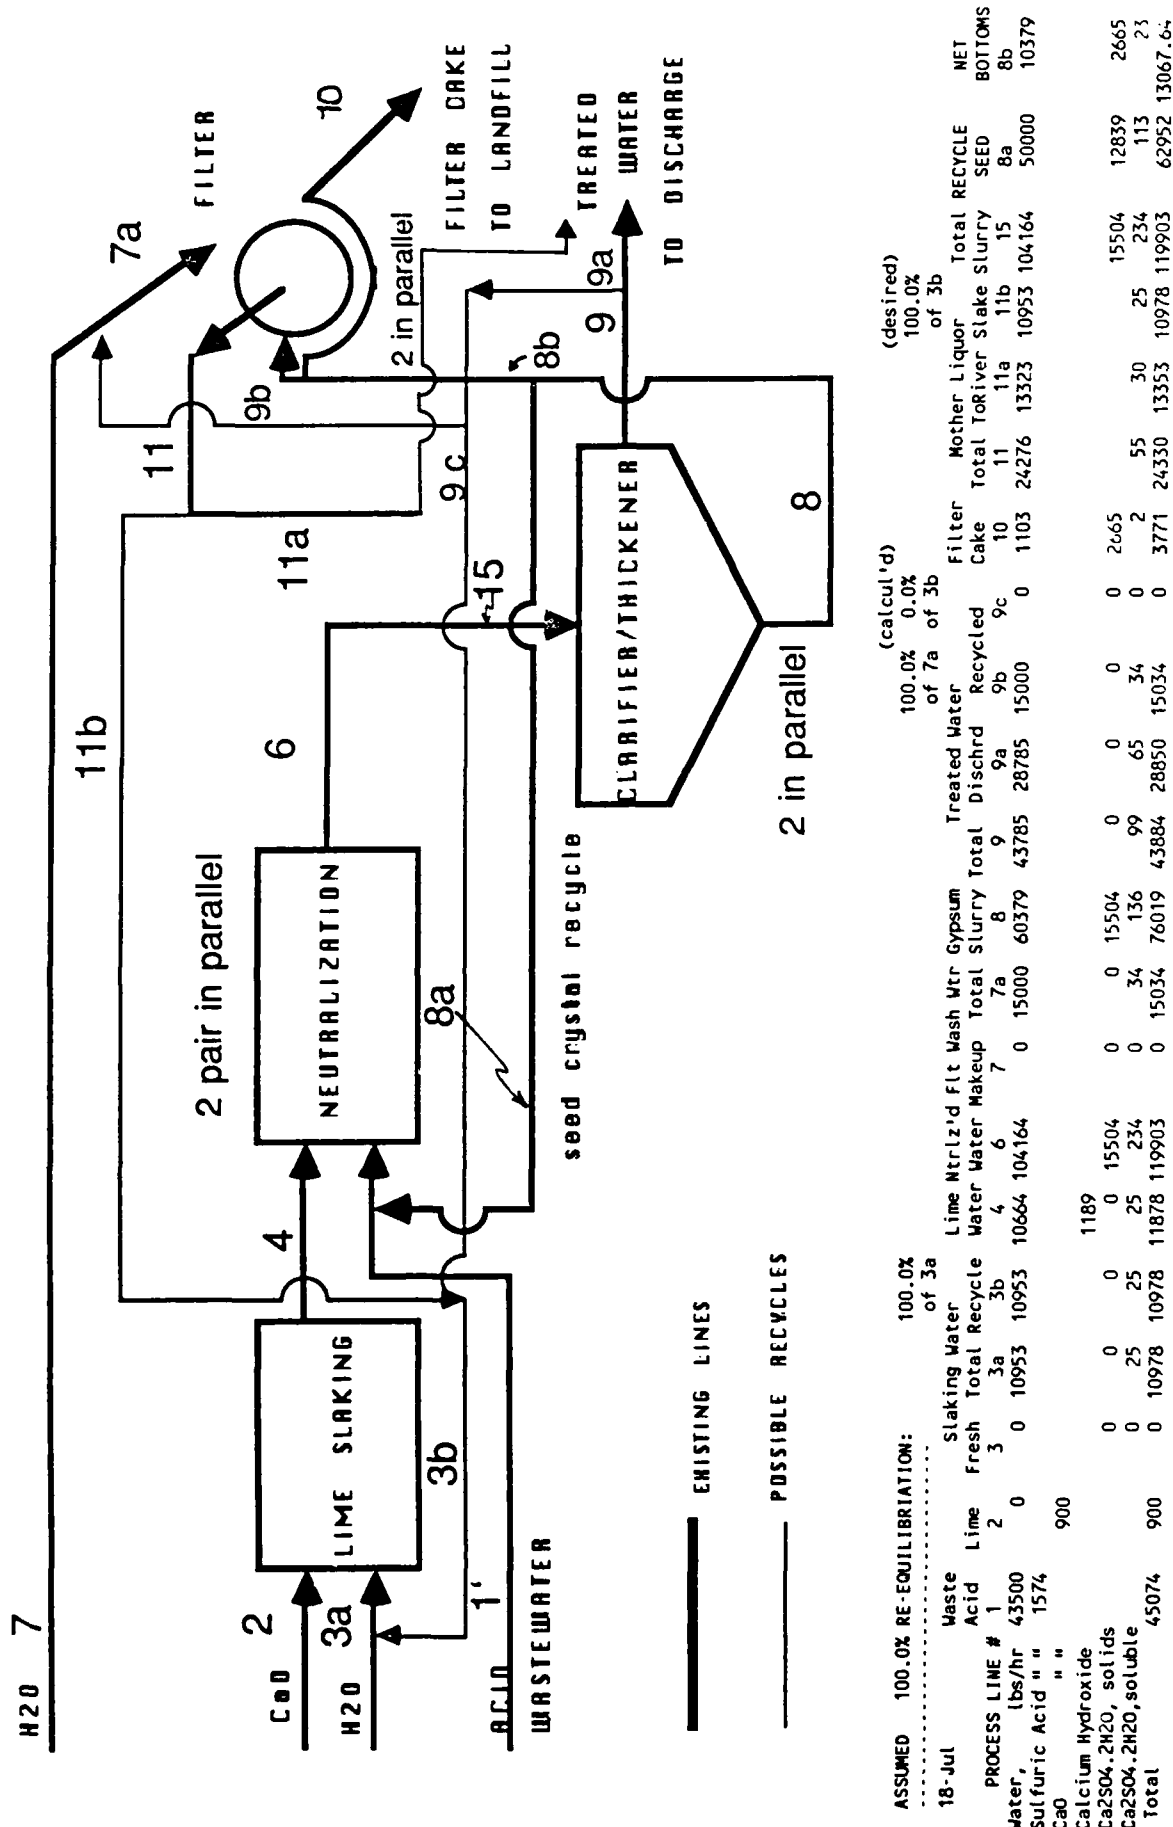 H2O 7
7a
FILTER
10
FILTER CAKE
TO LANDFILL
11b
11
9b
2 in parallel
8b
11a
9 c
9a
9
TREATED
WATER
TO DISCHARGE
2 pair in parallel
6
15
CaO 2
H2O 3a
LIME SLAKING
3b
4
NEUTRALIZATION
8a
seed crystal recycle
CLARIFIER/THICKENER
8
2 in parallel
1'
ACID
WASTEWATER
EXISTING LINES
POSSIBLE RECYCLES
ASSUMED 100.0% RE-EQUILIBRIATION: 100.0% (calcul'd) (desired)
of 3a 100.0% 0.0% 100.0%
of 7a of 3b of 3b
18-Jul Waste Slaking Water Lime Ntrlz'd Flt Wash Wtr Gypsum Treated Water Filter Mother Liquor Total RECYCLE NET
Acid Lime Fresh Total Recycle Water Water Makeup Total Slurry Total Dischrd Recycled Cake Total ToRiver Slake Slurry SEED BOTTOMS
PROCESS LINE # 1 2 3 3a 3b 4 6 7 7a 8 9 9a 9b 9c 10 11 11a 11b 15 8a 8b
Water, lbs/hr 43500 0 0 10953 10953 10664 104164 0 15000 60379 43785 28785 15000 0 1103 24276 13323 10953 104164 50000 10379
Sulfuric Acid " " 1574
CaO " " 900
Calcium Hydroxide 1189
Ca2SO4.2H2O, solids 0 0 0 0 15504 0 0 15504 0 0 0 0 2665 15504 12839 2665
Ca2SO4.2H2O,soluble 0 25 25 25 234 0 34 136 99 65 34 0 2 55 30 25 234 113 23
Total 45074 900 0 10978 10978 11878 119903 0 15034 76019 43884 28850 15034 0 3771 24330 13353 10978 119903 62952 13067.64